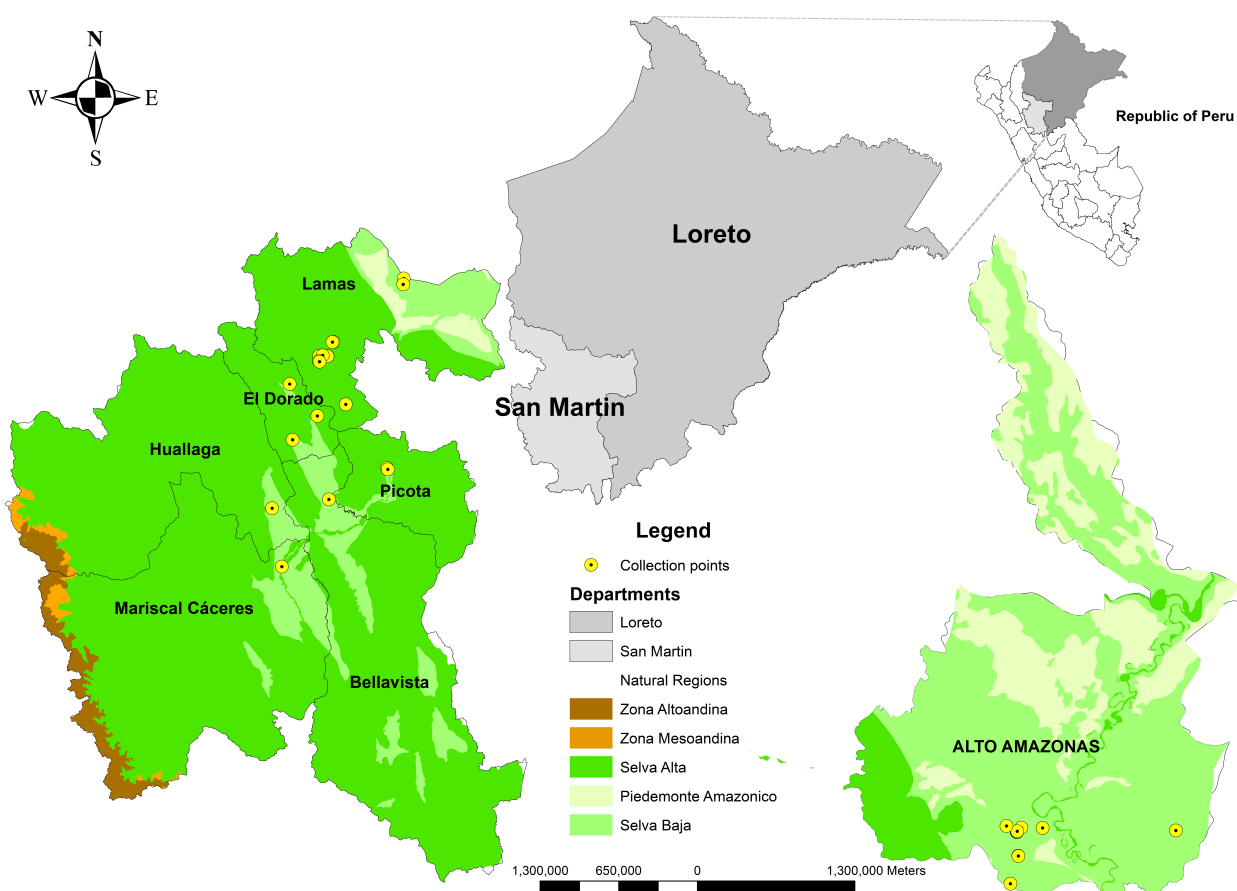 N
W
E
S
Republic of Peru
Loreto
Lamas
San Martin
El Dorado
Huallaga
Picota
Legend
Collection points
Departments
Mariscal Cáceres
Loreto
San Martin
Bellavista
Natural Regions
Zona Altoandina
Zona Mesoandina
ALTO AMAZONAS
Selva Alta
Piedemonte Amazonico
Selva Baja
1,300,000 650,000 0 1,300,000 Meters